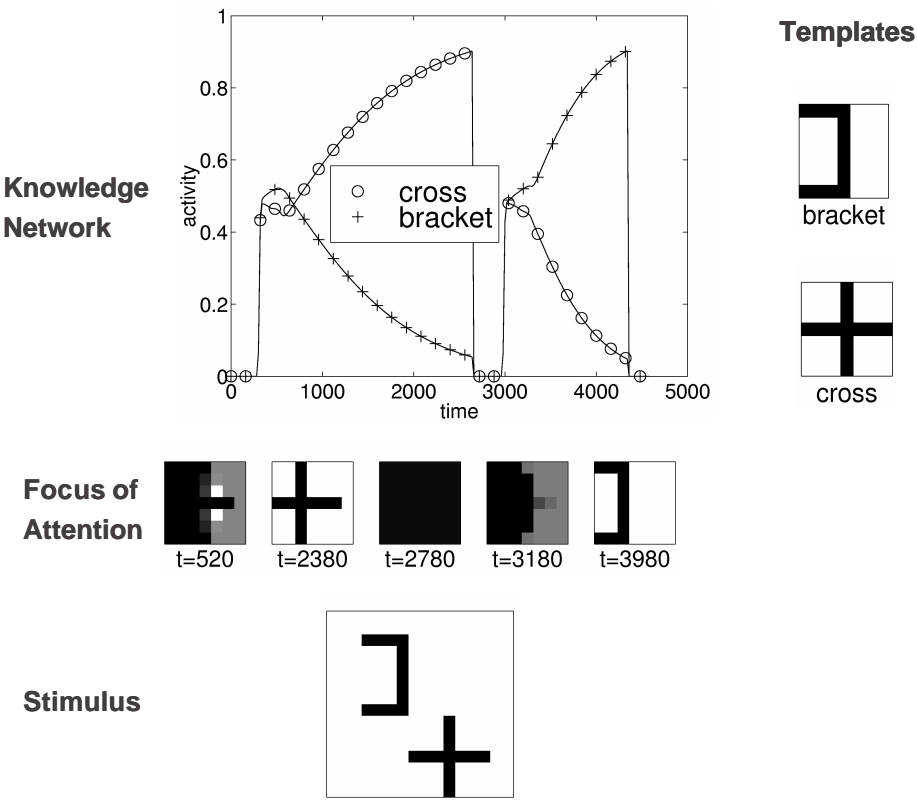 Templates
1
0.8
0.6
0.4
0.2
0
activity
0 1000 2000 3000 4000 5000
time
cross
bracket
Knowledge
Network
bracket
cross
Focus of
Attention
t=520 t=2380 t=2780 t=3180 t=3980
Stimulus